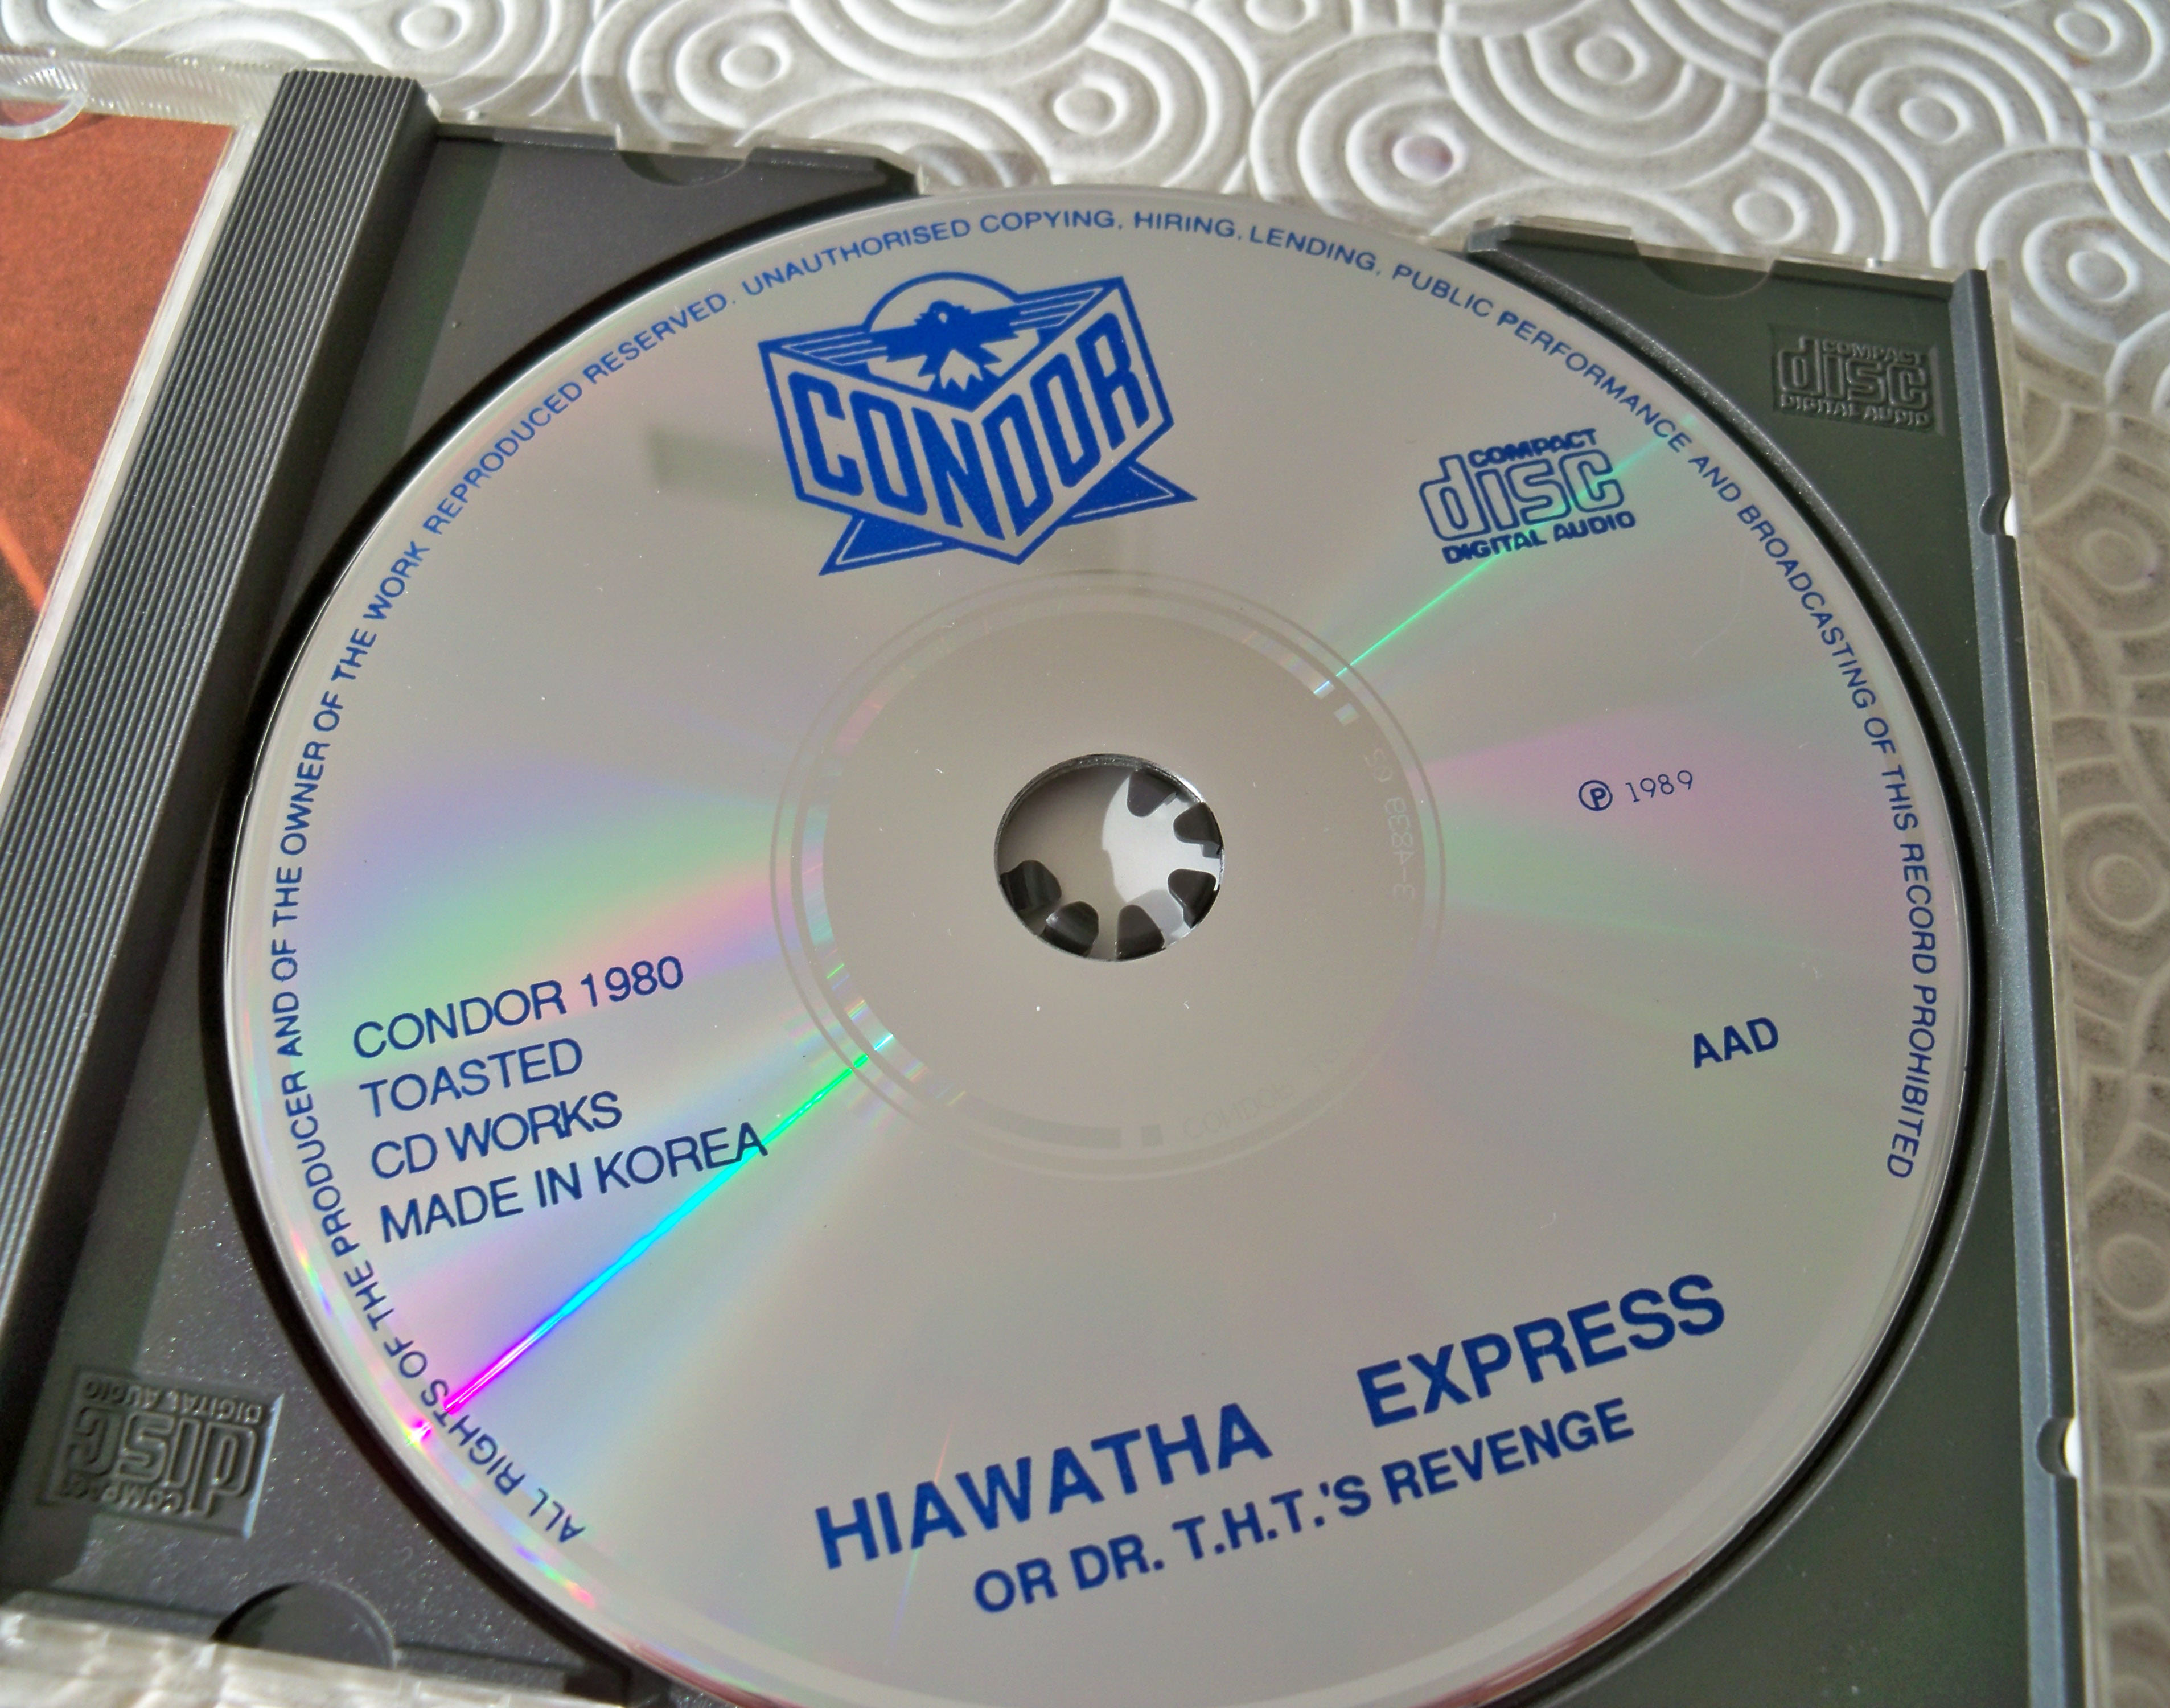 ALL RIGHTS OF THE PRODUCER AND OF THE OWNER OF THE WORK REPRODUCED RESERVED. UNAUTHORISED COPYING, HIRING, LENDING, PUBLIC PERFORMANCE AND BROADCASTING OF THIS RECORD PROHIBITED
CONDOR
COMPACT
disc
DIGITAL AUDIO
COMPACT
disc
DIGITAL AUDIO
℗ 1989
CONDOR 1980
TOASTED
CD WORKS
MADE IN KOREA
AAD
HIAWATHA EXPRESS
OR DR. T.H.T.'S REVENGE
COMPACT
disc
DIGITAL AUDIO